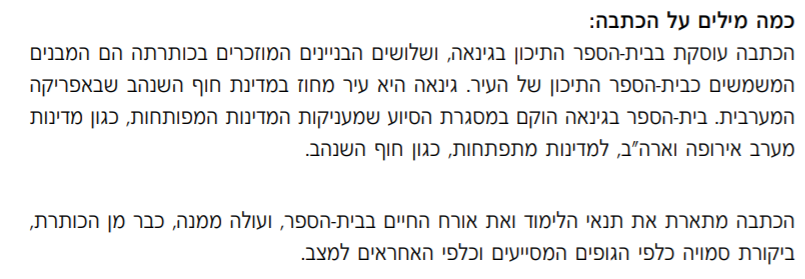 כמה מילים על הכתבה:
הכתבה עוסקת בבית-הספר התיכון בגינאה, ושלושים הבניינים המוזכרים בכותרתה הם המבנים
המשמשים כבית-הספר התיכון של העיר. גינאה היא עיר מחוז במדינת חוף השנהב שבאפריקה
המערבית. בית-הספר בגינאה הוקם במסגרת הסיוע שמעניקות המדינות המפותחות, כגון מדינות
מערב אירופה וארה"ב, למדינות מתפתחות, כגון חוף השנהב.
הכתבה מתארת את תנאי הלימוד ואת אורח החיים בבית-הספר, ועולה ממנה, כבר מן הכותרת,
ביקורת סמויה כלפי הגופים המסייעים וכלפי האחראים למצב.